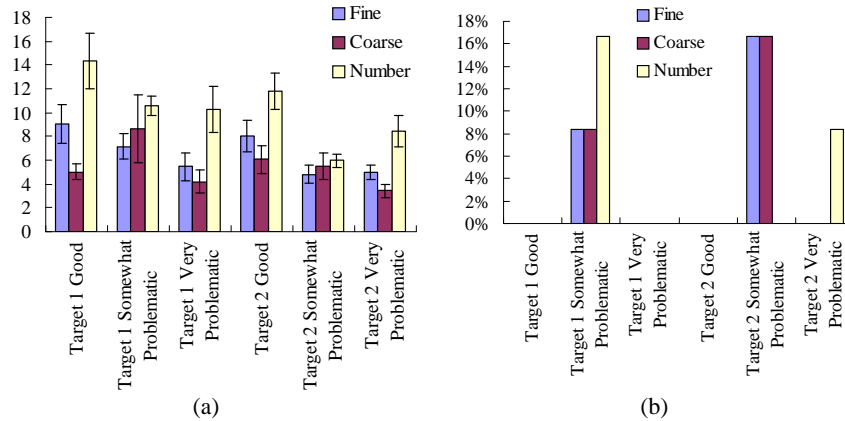 18
16
14
12
10
8
6
4
2
0
Fine
Coarse
Number
Target 1 Good
Target 1 Somewhat
Problematic
Target 1 Very
Problematic
Target 2 Good
Target 2 Somewhat
Problematic
Target 2 Very
Problematic
(a)
18%
16%
14%
12%
10%
8%
6%
4%
2%
0%
Fine
Coarse
Number
Target 1 Good
Target 1 Somewhat
Problematic
Target 1 Very
Problematic
Target 2 Good
Target 2 Somewhat
Problematic
Target 2 Very
Problematic
(b)